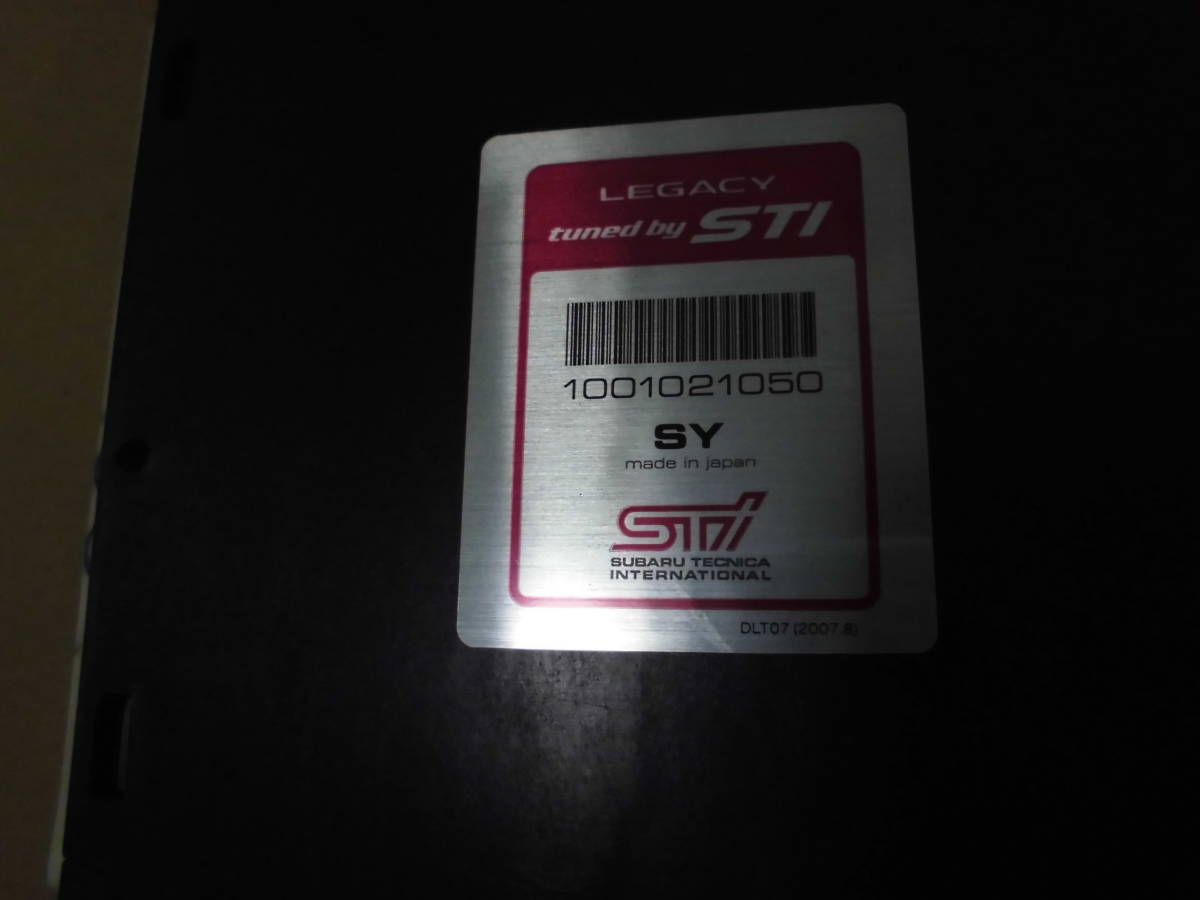 LEGACY
tuned by STI
1001021050
SY
made in japan
STi
SUBARU TECNICA
INTERNATIONAL
DLT07 (2007.8)